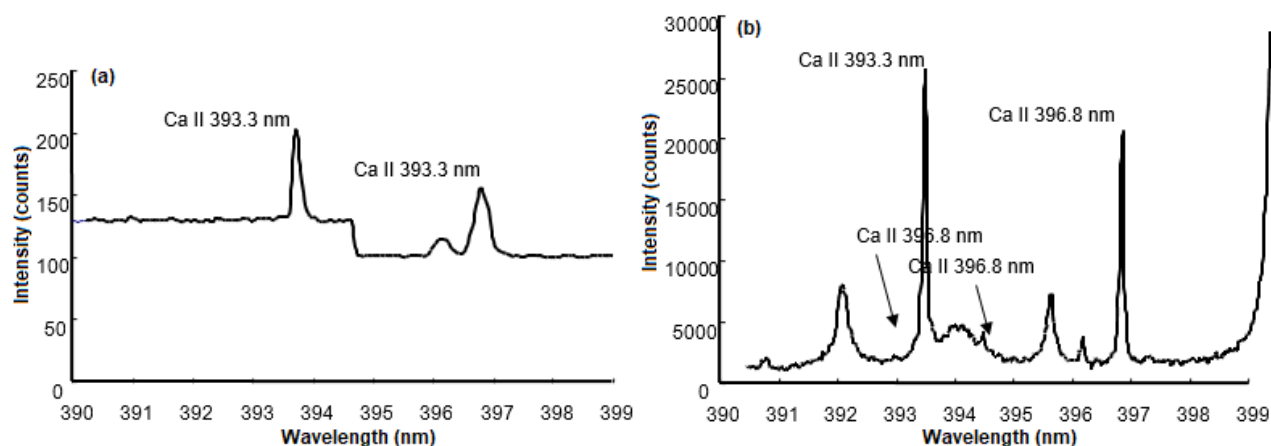 (a)
250
200
150
100
50
0
Intensity (counts)
Ca II 393.3 nm
Ca II 393.3 nm
390 391 392 393 394 395 396 397 398 399
Wavelength (nm)
(b)
30000
25000
20000
15000
10000
5000
0
Intensity (counts)
Ca II 393.3 nm
Ca II 396.8 nm
Ca II 396.8 nm
Ca II 396.8 nm
390 391 392 393 394 395 396 397 398 399
Wavelength (nm)